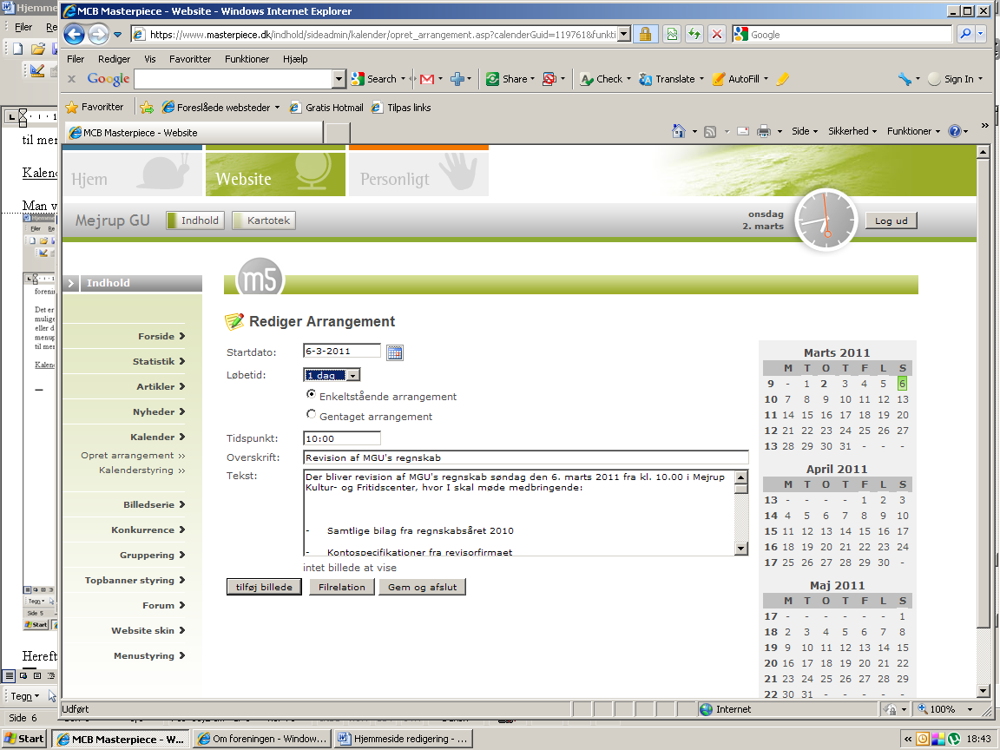 Hjemme
MCB Masterpiece - Website - Windows Internet Explorer
https://www.masterpiece.dk/indhold/sideadmin/kalender/opret_arrangement.asp?calenderGuid=119761&funkti
Google
Filer Re
Filer Rediger Vis Favoritter Funktioner Hjælp
x Google Search Share Check Translate AutoFill Sign In
Favoritter Foreslåede websteder Gratis Hotmail Tilpas links
MCB Masterpiece - Website
Side Sikkerhed Funktioner
til mer
Kalen
Man v
Hjem Website Personligt
Mejrup GU Indhold Kartotek
onsdag
2. marts
Log ud
m5
Indhold
Forside
Statistik
Artikler
Nyheder
Kalender
Opret arrangement
Kalenderstyring
Billedserie
Konkurrence
Gruppering
Topbanner styring
Forum
Website skin
Menustyring
Rediger Arrangement
Startdato: 6-3-2011
Løbetid: 1 dag
Enkeltstående arrangement
Gentaget arrangement
Tidspunkt: 10:00
Overskrift: Revision af MGU's regnskab
Tekst: Der bliver revision af MGU's regnskab søndag den 6. marts 2011 fra kl. 10.00 i Mejrup
Kultur- og Fritidscenter, hvor I skal møde medbringende:
- Samtlige bilag fra regnskabsåret 2010
- Kontospecifikationer fra revisorfirmaet
intet billede at vise
tilføj billede Filrelation Gem og afslut
Marts 2011
M T O T F L S
9 - 1 2 3 4 5 6
10 7 8 9 10 11 12 13
11 14 15 16 17 18 19 20
12 21 22 23 24 25 26 27
13 28 29 30 31 - - -
April 2011
M T O T F L S
13 - - - - 1 2 3
14 4 5 6 7 8 9 10
15 11 12 13 14 15 16 17
16 18 19 20 21 22 23 24
17 25 26 27 28 29 30 -
Maj 2011
M T O T F L S
17 - - - - - - 1
18 2 3 4 5 6 7 8
19 9 10 11 12 13 14 15
20 16 17 18 19 20 21 22
21 23 24 25 26 27 28 29
22 30 31 - - - - -
Hereft
Tegn
Udført Internet 100%
Side 6
Start MCB Masterpiece - W... Om foreningen - Window... Hjemmeside redigering - ... 18:43